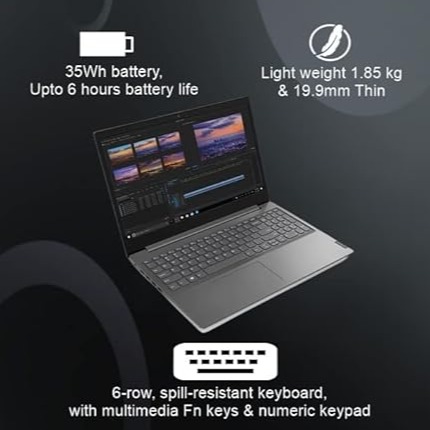 35Wh battery,
Upto 6 hours battery life
Light weight 1.85 kg
& 19.9mm Thin
6-row, spill-resistant keyboard,
with multimedia Fn keys & numeric keypad